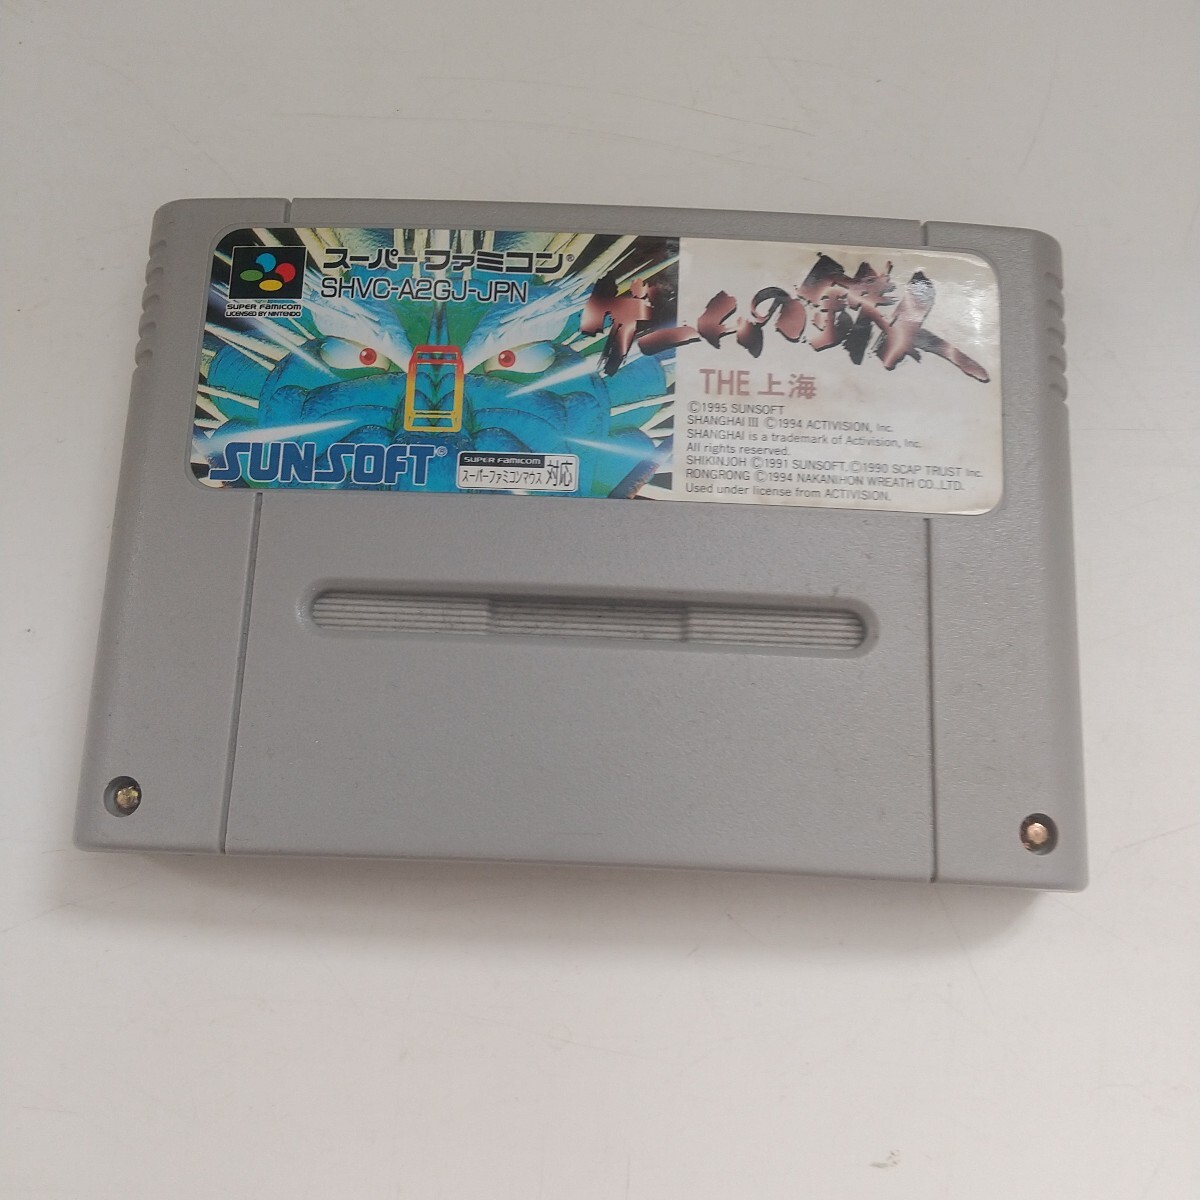 スーパーファミコン®
SHVC-A2GJ-JPN
SUPER FAMICOM
LICENSED BY NINTENDO
ゲームの鉄人
THE 上海
©1995 SUNSOFT
SHANGHAI III ©1994 ACTIVISION, Inc.
SHANGHAI is a trademark of Activision, Inc.
All rights reserved.
SHIKINJOH ©1991 SUNSOFT. ©1990 SCAP TRUST Inc.
RONGRONG ©1994 NAKANIHON WREATH CO.,LTD.
Used under license from ACTIVISION.
SUNSOFT®
SUPER FAMICOM
スーパーファミコンマウス 対応